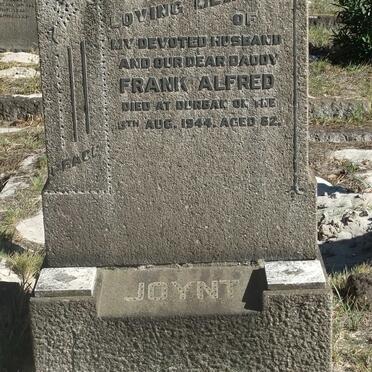 LOVING
OF
MY DEVOTED HUSBAND
AND OUR DEAR DADDY
FRANK ALFRED
DIED AT DURBAN ON THE
AUG. 1944. AGED 62.
PEACE
JOYNT